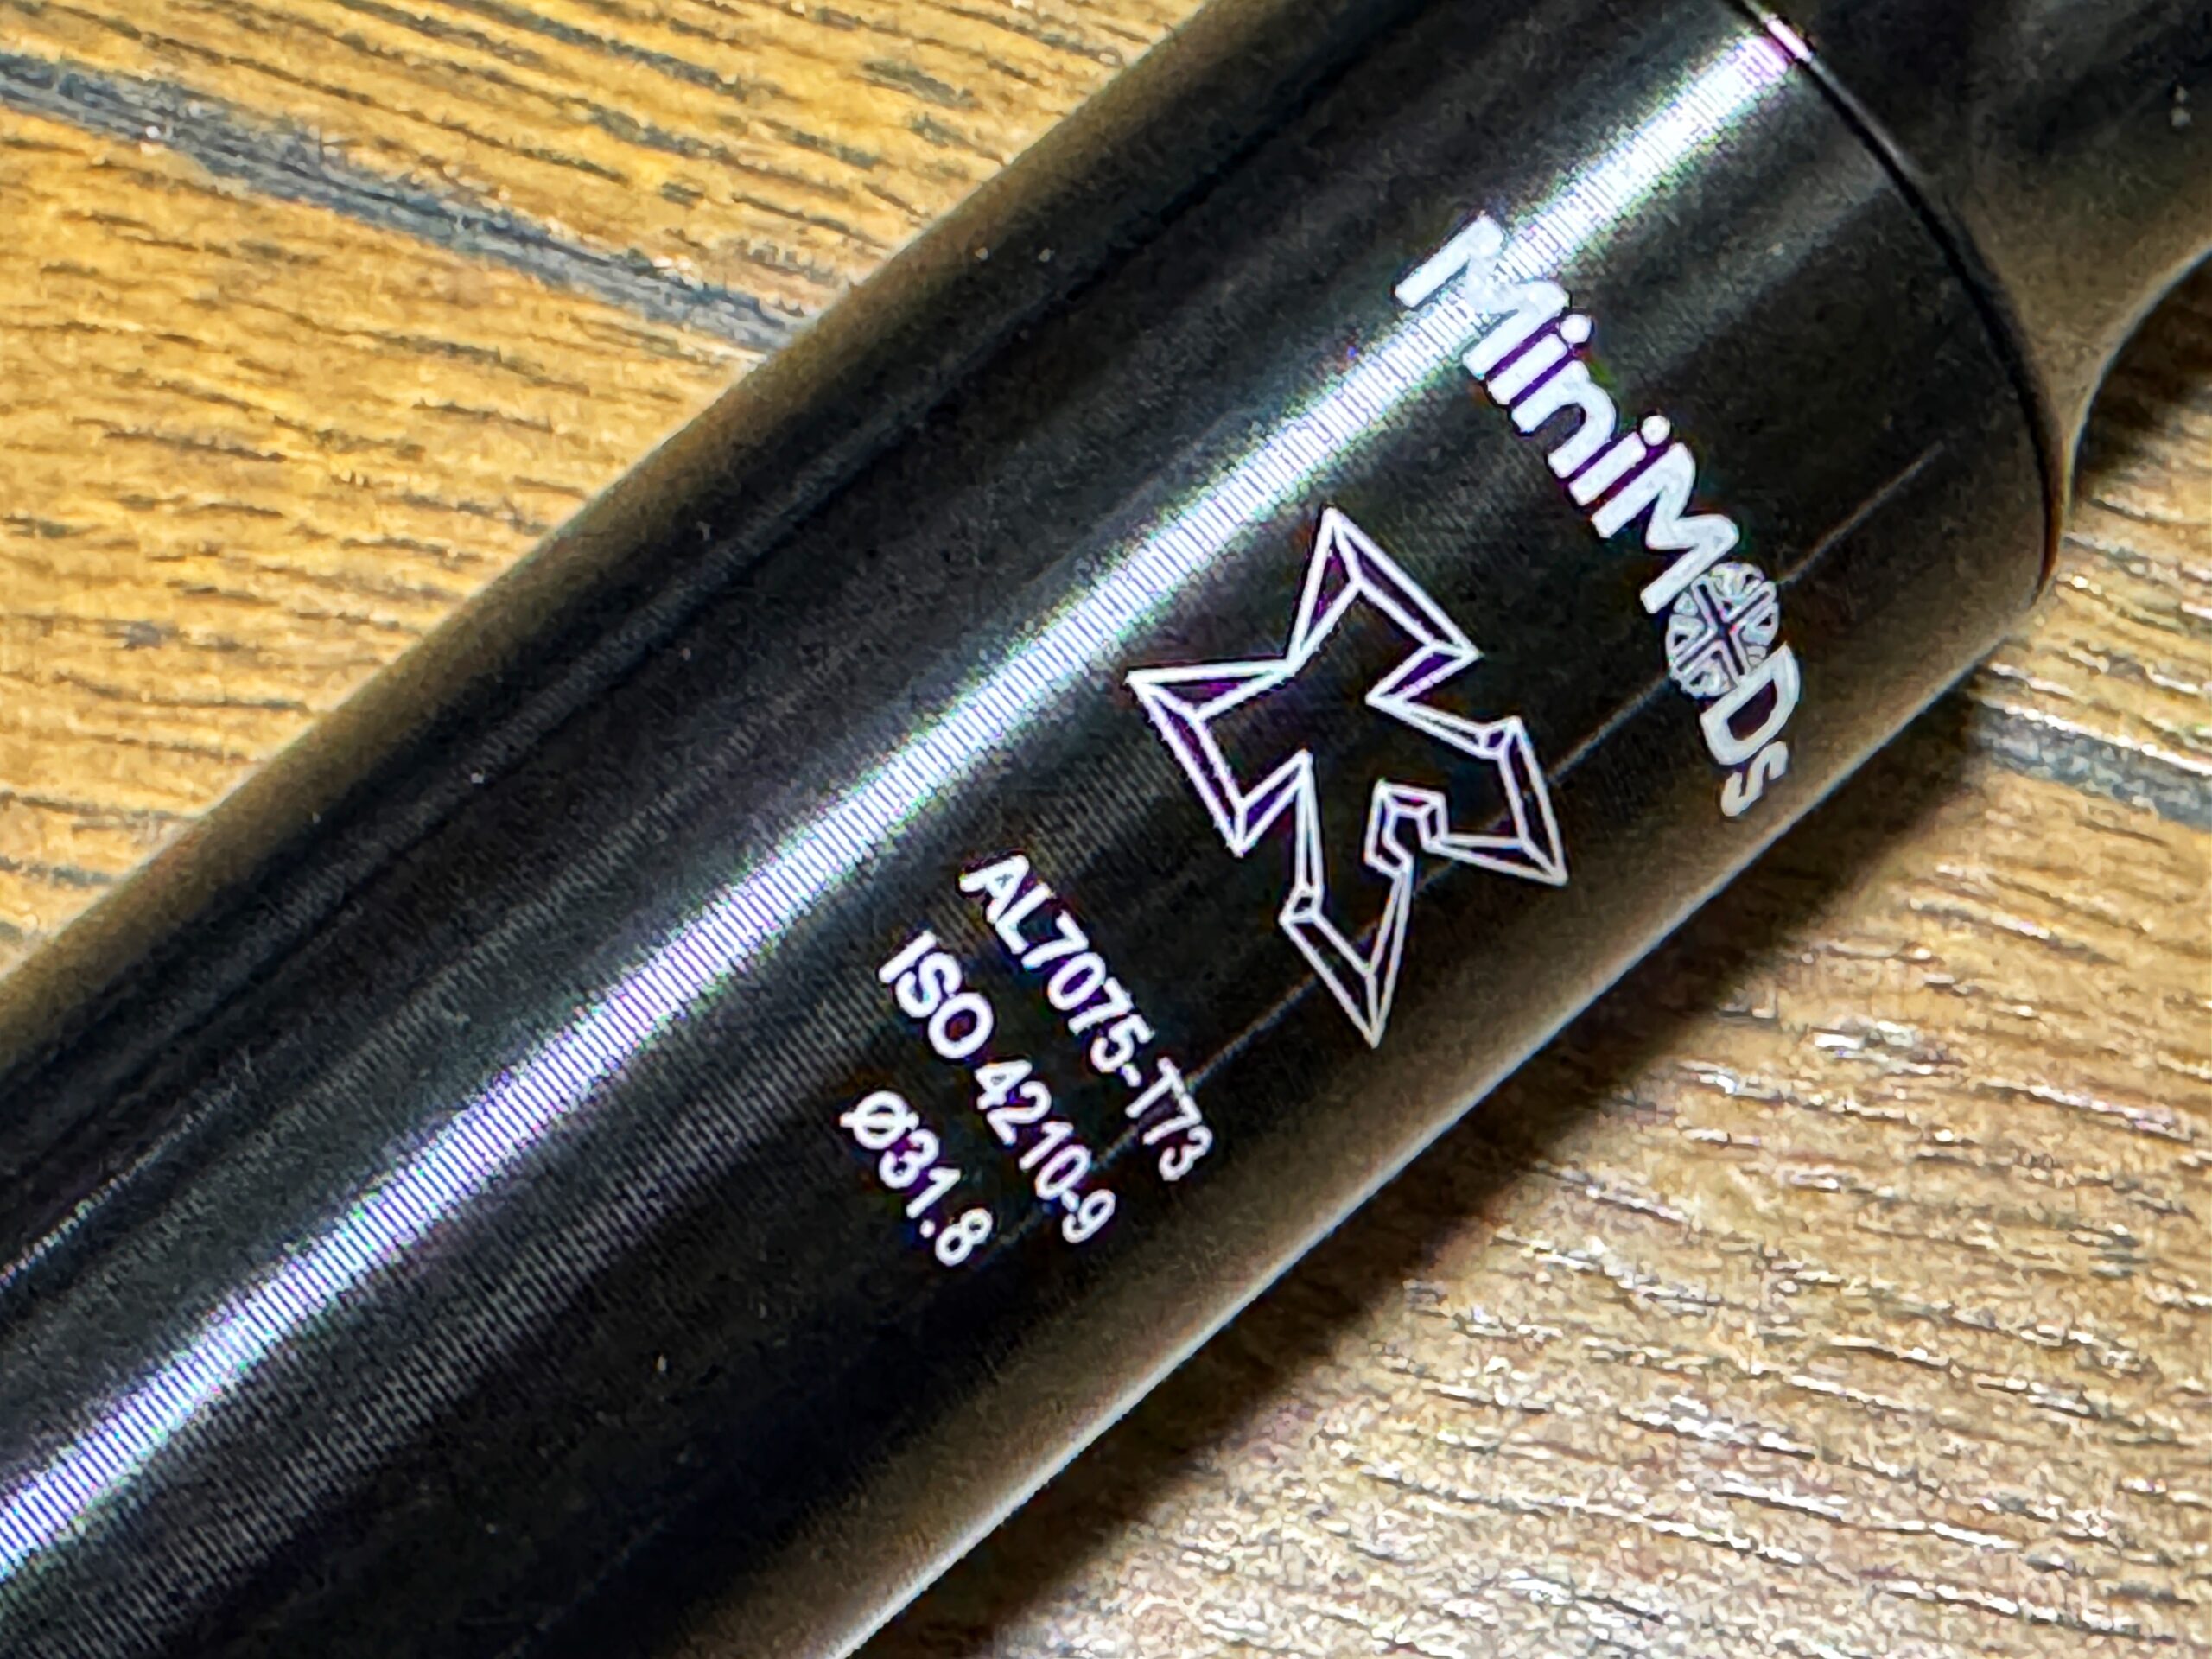 MiniMODs
AL7075-T73
ISO 4210-9
Ø31.8